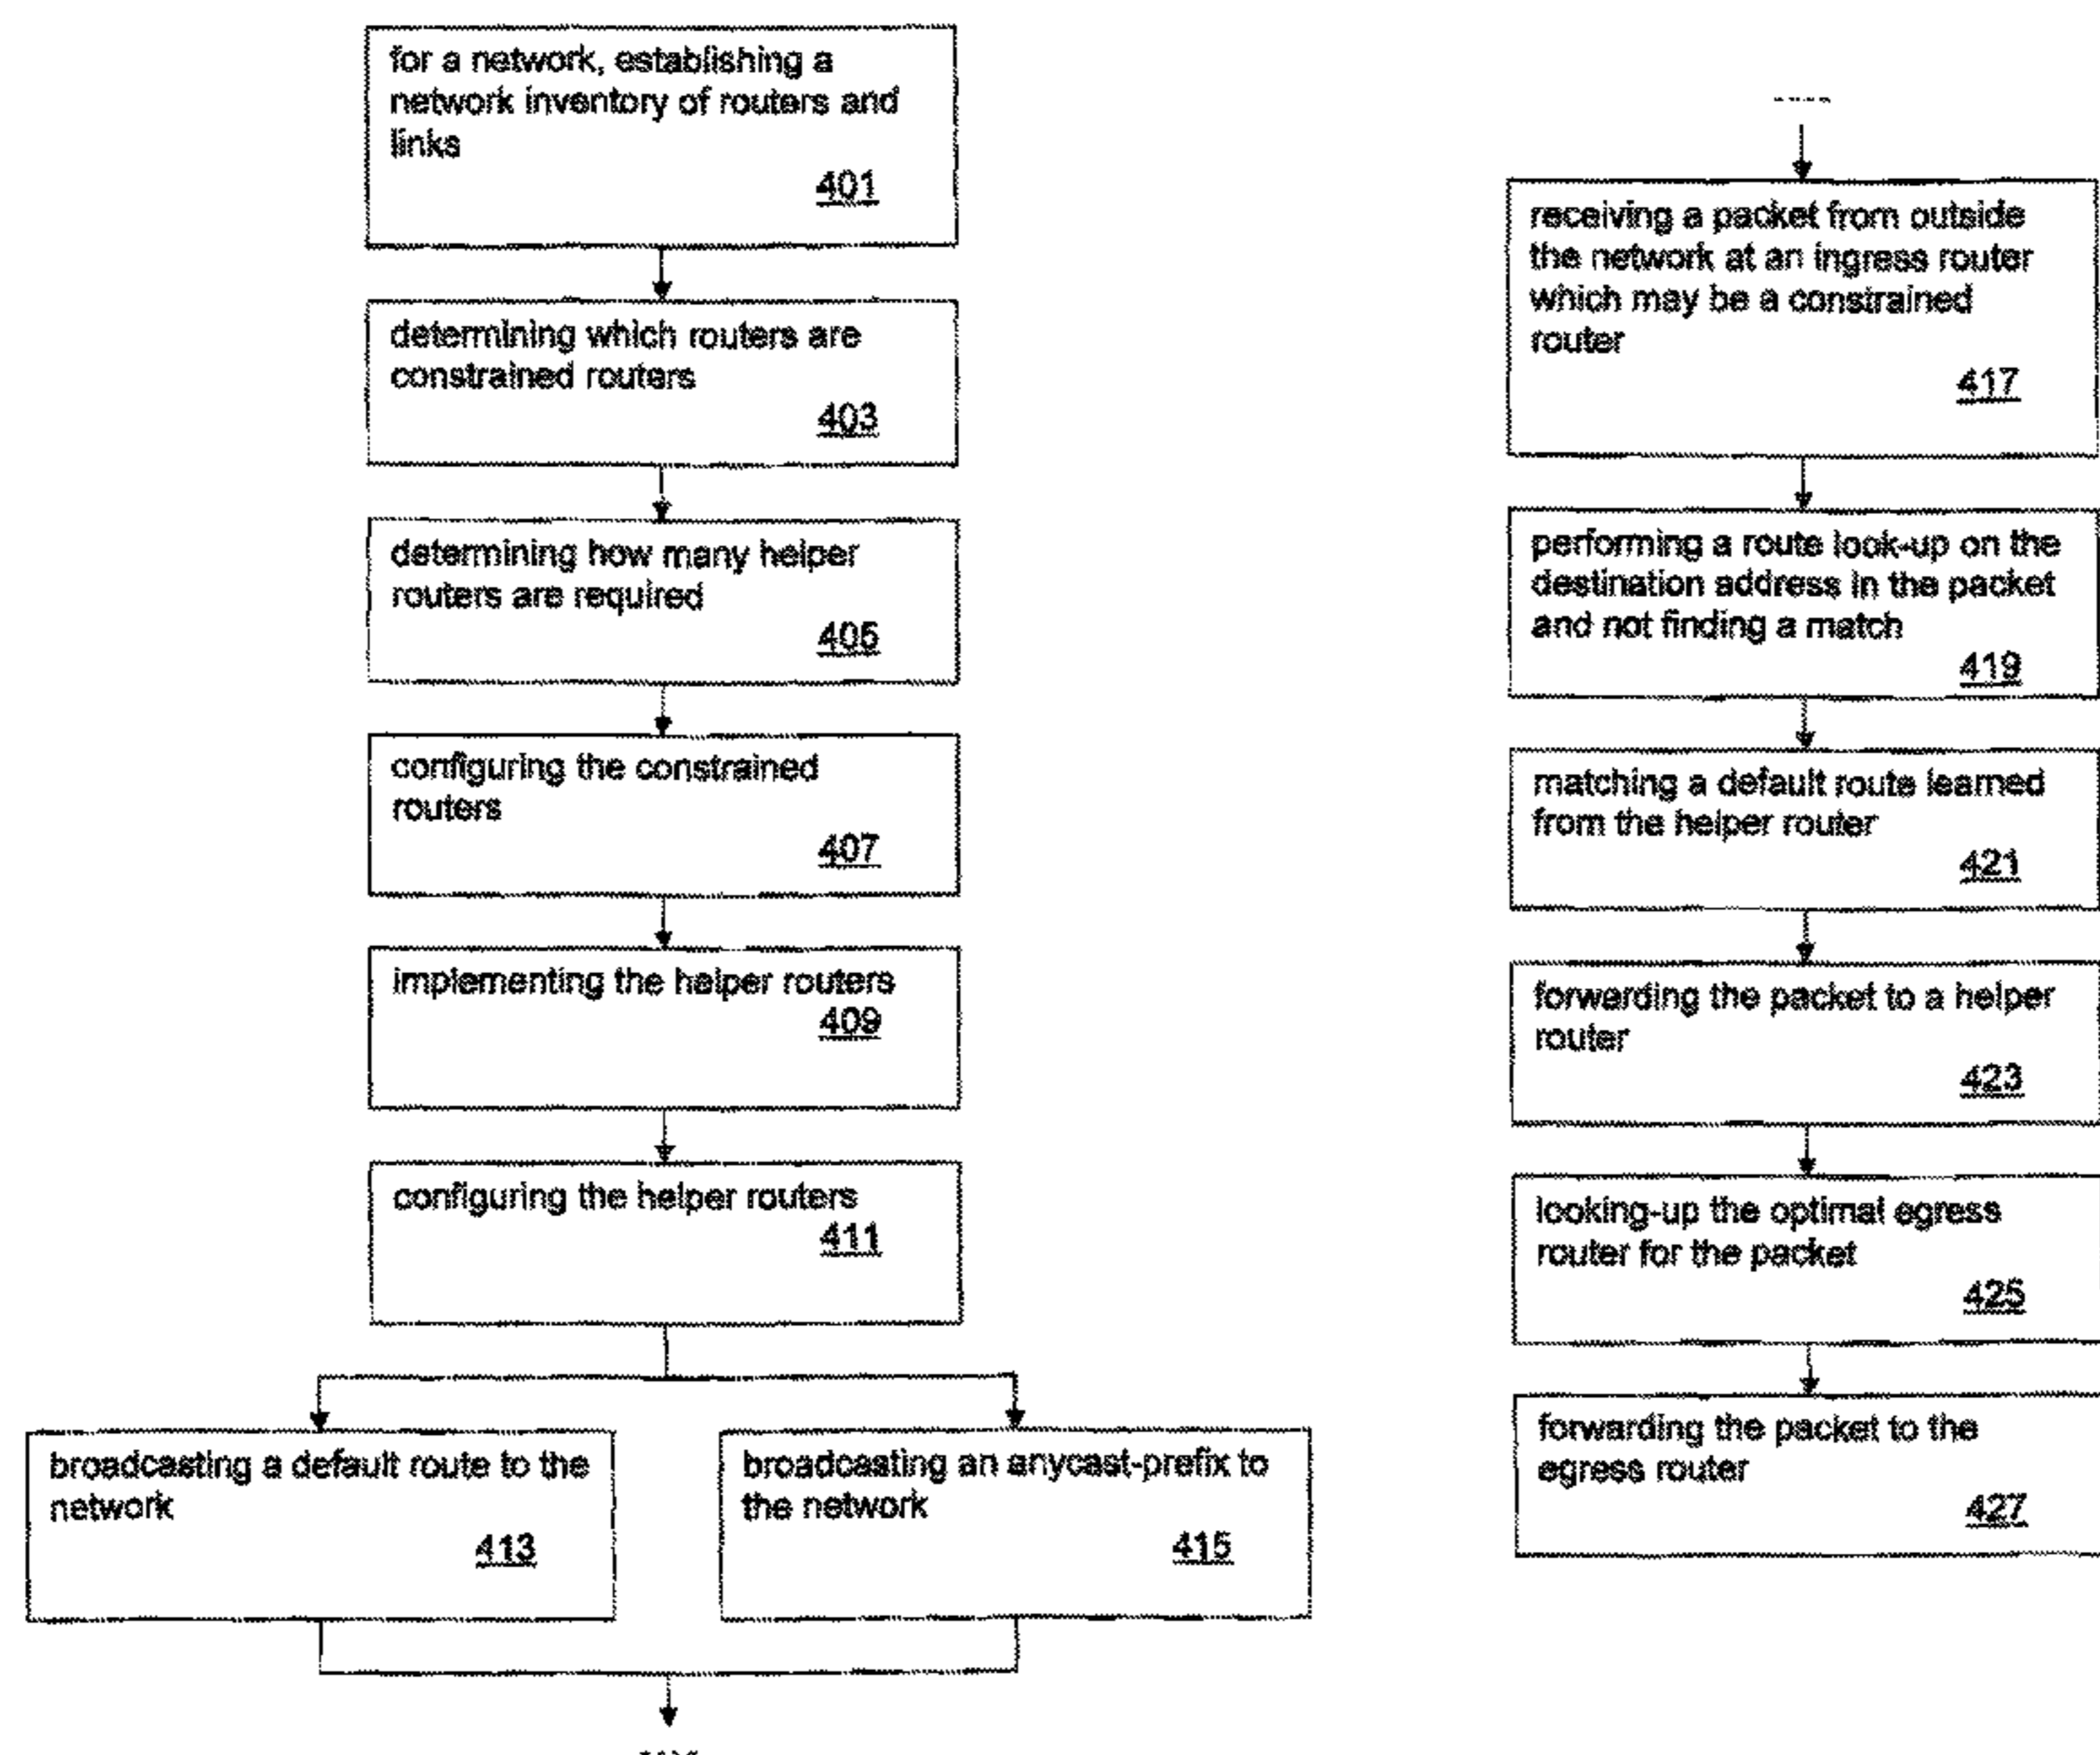 for a network, establishing a
network inventory of routers and
links
401
determining which routers are
constrained routers
403
determining how many helper
routers are required
405
configuring the constrained
routers
407
implementing the helper routers
409
configuring the helper routers
411
broadcasting a default route to the
network
413
broadcasting an anycast-prefix to
the network
415
receiving a packet from outside
the network at an ingress router
which may be a constrained
router
417
performing a route look-up on the
destination address in the packet
and not finding a match
419
matching a default route learned
from the helper router
421
forwarding the packet to a helper
router
423
looking-up the optimal egress
router for the packet
425
forwarding the packet to the
egress router
427